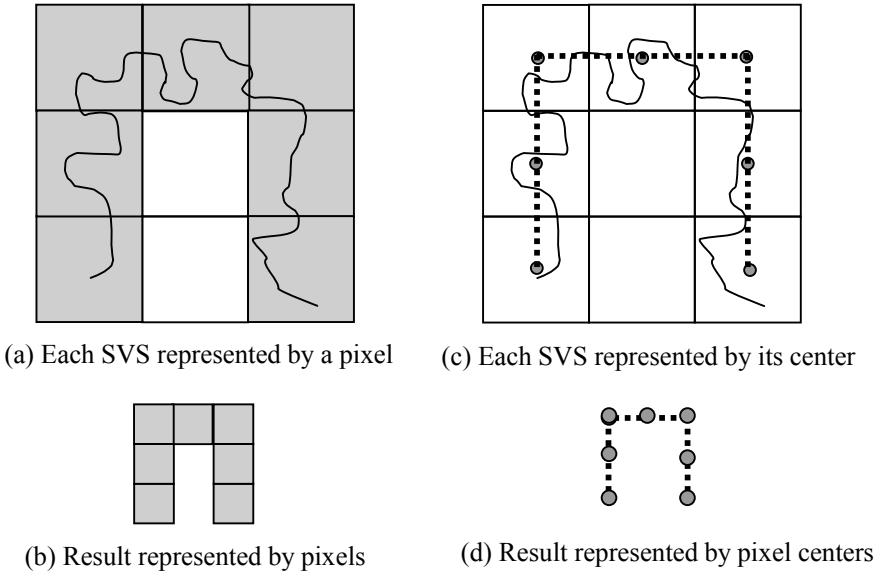 (a) Each SVS represented by a pixel
(c) Each SVS represented by its center
(b) Result represented by pixels
(d) Result represented by pixel centers